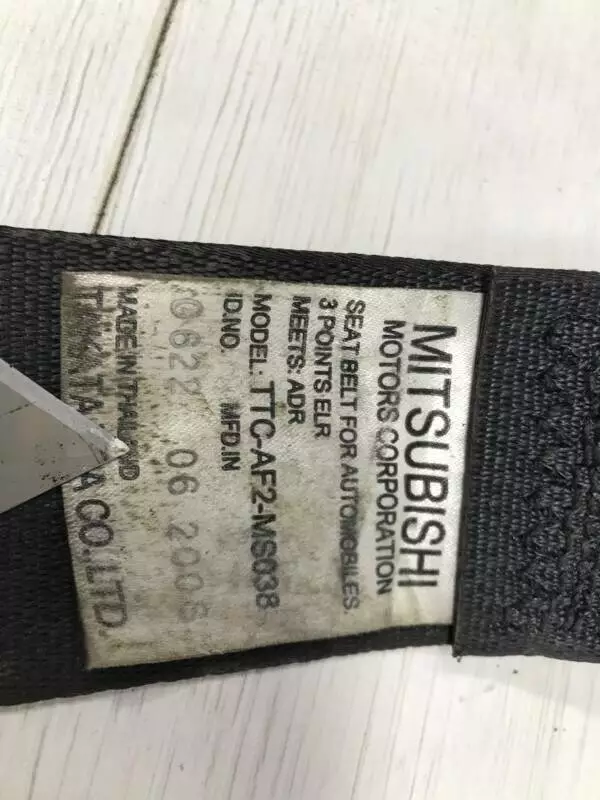 MITSUBISHI
MOTORS CORPORATION
SEAT BELT FOR AUTOMOBILES.
3 POINTS ELR
MEETS: ADR
MODEL: TTC-AF2-MS038
ID.NO. MFD.IN
0622 06 200
MADE IN THAILAND
CO.,LTD.